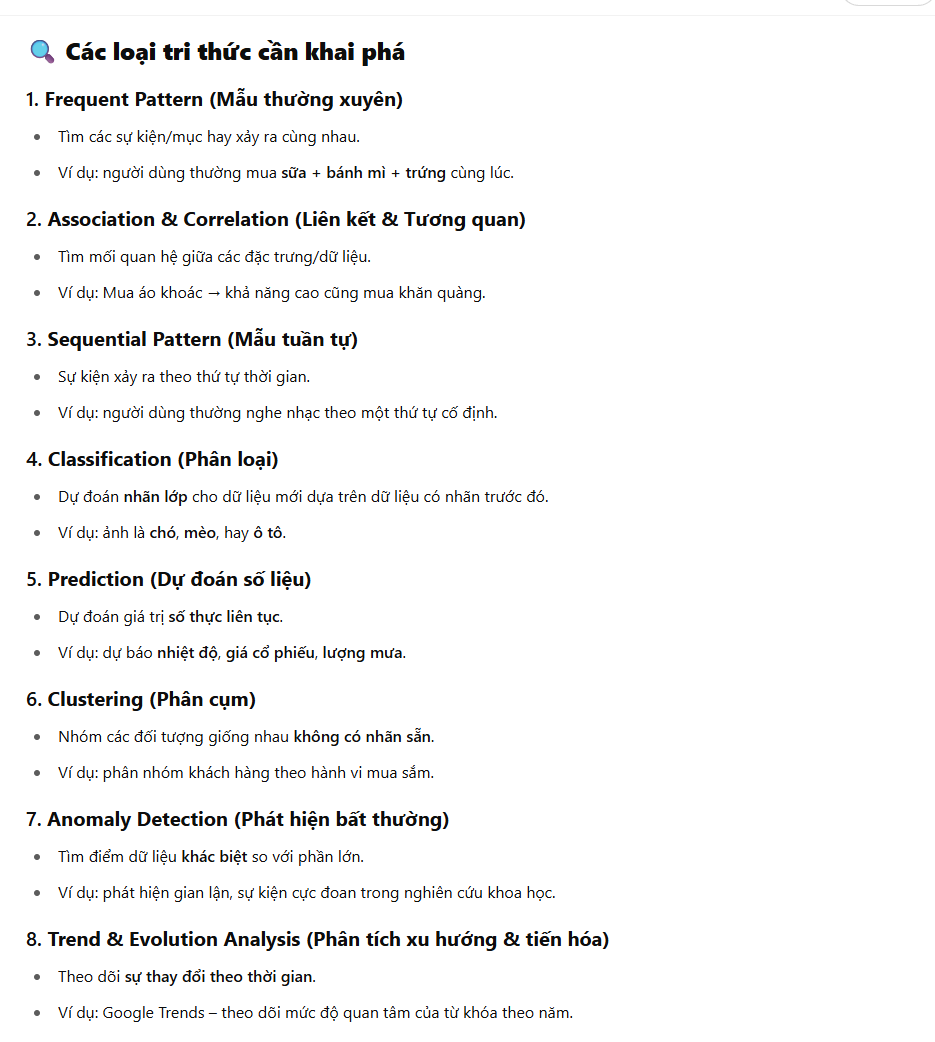 🔍 Các loại tri thức cần khai phá
1. Frequent Pattern (Mẫu thường xuyên)
• Tìm các sự kiện/mục hay xảy ra cùng nhau.
• Ví dụ: người dùng thường mua sữa + bánh mì + trứng cùng lúc.
2. Association & Correlation (Liên kết & Tương quan)
• Tìm mối quan hệ giữa các đặc trưng/dữ liệu.
• Ví dụ: Mua áo khoác → khả năng cao cũng mua khăn quàng.
3. Sequential Pattern (Mẫu tuần tự)
• Sự kiện xảy ra theo thứ tự thời gian.
• Ví dụ: người dùng thường nghe nhạc theo một thứ tự cố định.
4. Classification (Phân loại)
• Dự đoán nhãn lớp cho dữ liệu mới dựa trên dữ liệu có nhãn trước đó.
• Ví dụ: ảnh là chó, mèo, hay ô tô.
5. Prediction (Dự đoán số liệu)
• Dự đoán giá trị số thực liên tục.
• Ví dụ: dự báo nhiệt độ, giá cổ phiếu, lượng mưa.
6. Clustering (Phân cụm)
• Nhóm các đối tượng giống nhau không có nhãn sẵn.
• Ví dụ: phân nhóm khách hàng theo hành vi mua sắm.
7. Anomaly Detection (Phát hiện bất thường)
• Tìm điểm dữ liệu khác biệt so với phần lớn.
• Ví dụ: phát hiện gian lận, sự kiện cực đoan trong nghiên cứu khoa học.
8. Trend & Evolution Analysis (Phân tích xu hướng & tiến hóa)
• Theo dõi sự thay đổi theo thời gian.
• Ví dụ: Google Trends – theo dõi mức độ quan tâm của từ khóa theo năm.